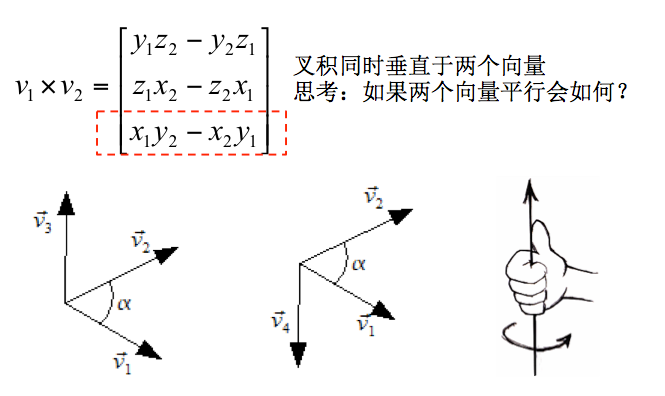 v₁ × v₂ =
y₁z₂ − y₂z₁
z₁x₂ − z₂x₁
x₁y₂ − x₂y₁
叉积同时垂直于两个向量
思考：如果两个向量平行会如何？
v⃗₃
v⃗₂
α
v⃗₁
v⃗₂
α
v⃗₄
v⃗₁